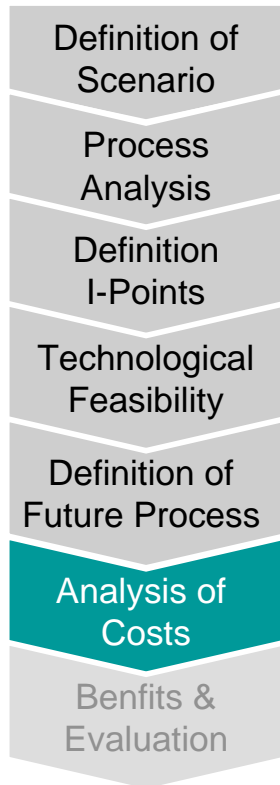 Definition of
Scenario
Process
Analysis
Definition
I-Points
Technological
Feasibility
Definition of
Future Process
Analysis of
Costs
Benfits &
Evaluation